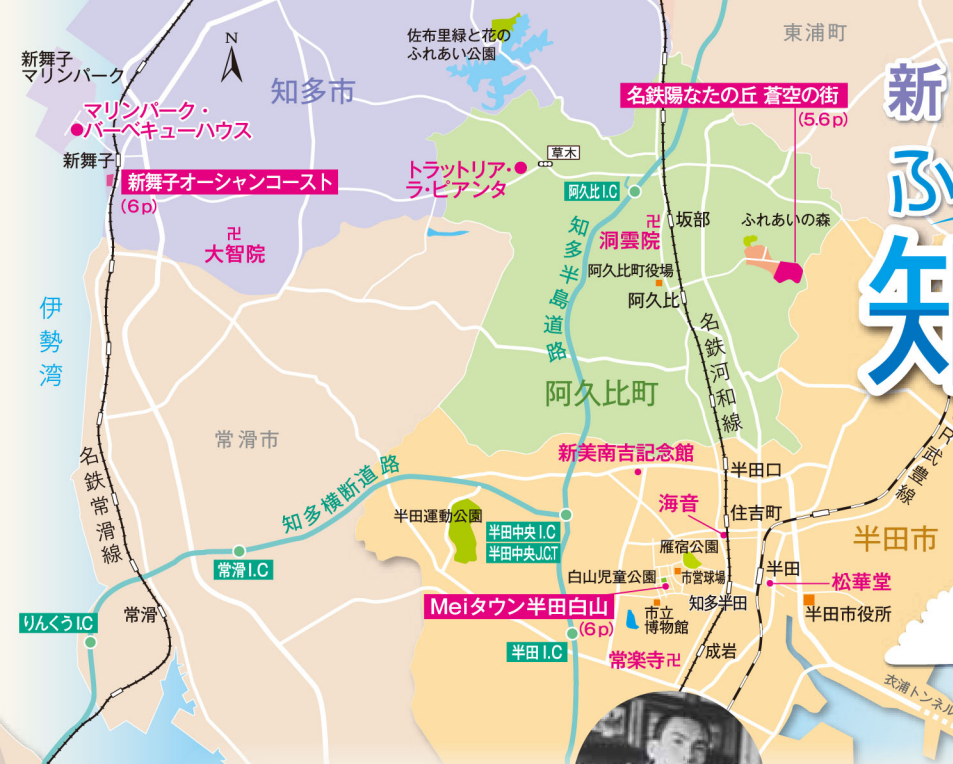 佐布里緑と花の
ふれあい公園
東浦町
N
新舞子
マリンパーク
知多市
新
ふ
知
名鉄陽なたの丘 蒼空の街
(5.6p)
マリンパーク・
バーベキューハウス
新舞子
新舞子オーシャンコースト
(6p)
草木
トラットリア・
ラ・ピアンタ
阿久比I.C
卍
大智院
知多半島道路
卍
洞雲院
坂部
ふれあいの森
阿久比町役場
阿久比
伊勢湾
名鉄河和線
阿久比町
常滑市
名鉄常滑線
知多横断道路
新美南吉記念館
半田口
R武豊線
半田運動公園
半田中央I.C
半田中央J.C.T
海音
住吉町
雁宿公園
半田市
常滑I.C
白山児童公園
市営球場
半田
松華堂
Meiタウン半田白山
(6p)
知多半田
市立
博物館
半田市役所
常滑
りんくうI.C
半田I.C
常楽寺卍
成岩
衣浦トンネル